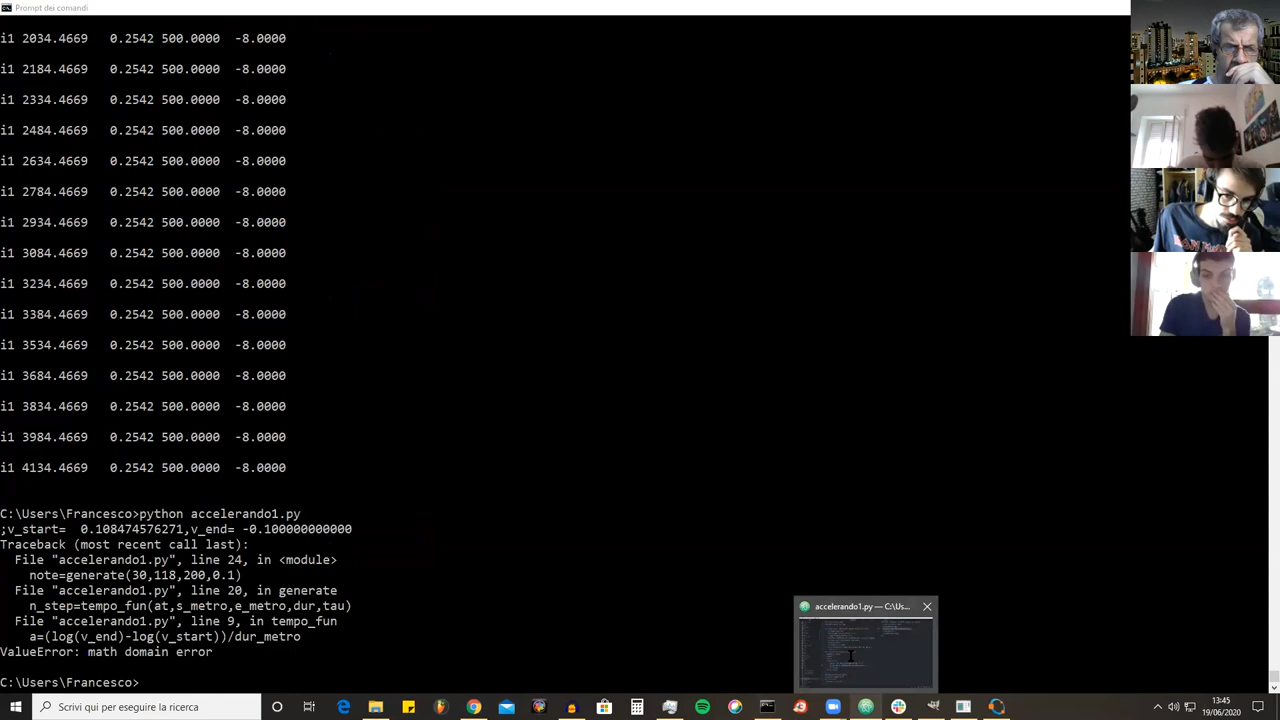 Prompt dei comandi
i1 2034.4669   0.2542 500.0000  -8.0000
i1 2184.4669   0.2542 500.0000  -8.0000
i1 2334.4669   0.2542 500.0000  -8.0000
i1 2484.4669   0.2542 500.0000  -8.0000
i1 2634.4669   0.2542 500.0000  -8.0000
i1 2784.4669   0.2542 500.0000  -8.0000
i1 2934.4669   0.2542 500.0000  -8.0000
i1 3084.4669   0.2542 500.0000  -8.0000
i1 3234.4669   0.2542 500.0000  -8.0000
i1 3384.4669   0.2542 500.0000  -8.0000
i1 3534.4669   0.2542 500.0000  -8.0000
i1 3684.4669   0.2542 500.0000  -8.0000
i1 3834.4669   0.2542 500.0000  -8.0000
i1 3984.4669   0.2542 500.0000  -8.0000
i1 4134.4669   0.2542 500.0000  -8.0000
C:\Users\Francesco>python accelerando1.py
;v_start=  0.108474576271,v_end= -0.100000000000
Traceback (most recent call last):
  File "accelerando1.py", line 24, in <module>
    note=generate(30,118,200,0.1)
  File "accelerando1.py", line 20, in generate
    n_step=tempo_fun(at,s_metro,e_metro,dur,tau)
  File "accelerando1.py", line 9, in tempo_fun
ValueError: math domain error
accelerando1.py — C:\Us...
Scrivi qui per eseguire la ricerca
13:45
19/06/2020